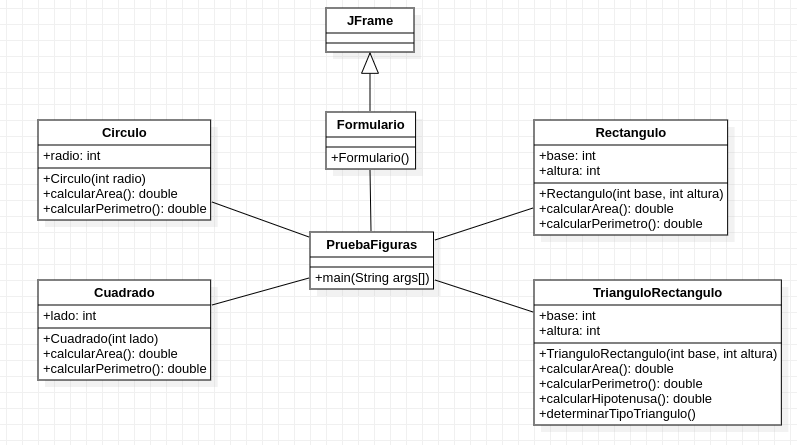 JFrame
Formulario
+Formulario()
Circulo
+radio: int
+Circulo(int radio)
+calcularArea(): double
+calcularPerimetro(): double
Rectangulo
+base: int
+altura: int
+Rectangulo(int base, int altura)
+calcularArea(): double
+calcularPerimetro(): double
PruebaFiguras
+main(String args[])
Cuadrado
+lado: int
+Cuadrado(int lado)
+calcularArea(): double
+calcularPerimetro(): double
TrianguloRectangulo
+base: int
+altura: int
+TrianguloRectangulo(int base, int altura)
+calcularArea(): double
+calcularPerimetro(): double
+calcularHipotenusa(): double
+determinarTipoTriangulo()